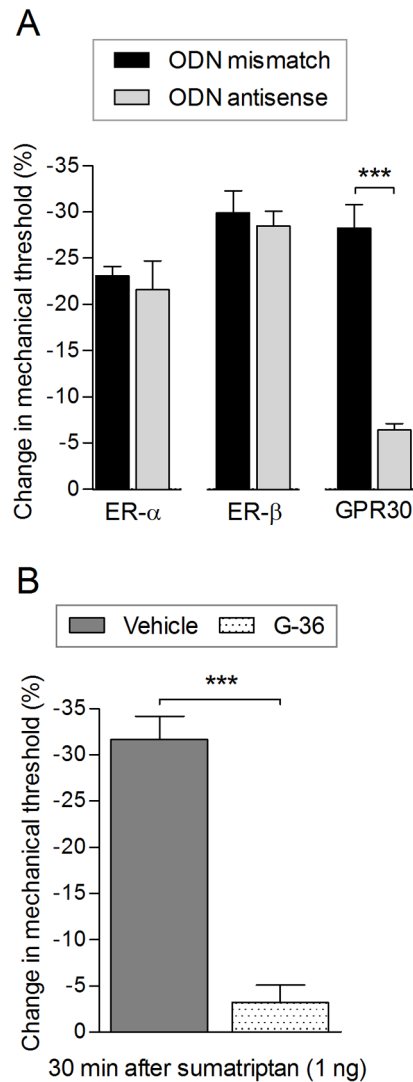 A
ODN mismatch
ODN antisense
Change in mechanical threshold (%)
-35
-30
-25
-20
-15
-10
-5
0
***
ER-α
ER-β
GPR30
B
Vehicle
G-36
Change in mechanical threshold (%)
-35
-30
-25
-20
-15
-10
-5
0
***
30 min after sumatriptan (1 ng)